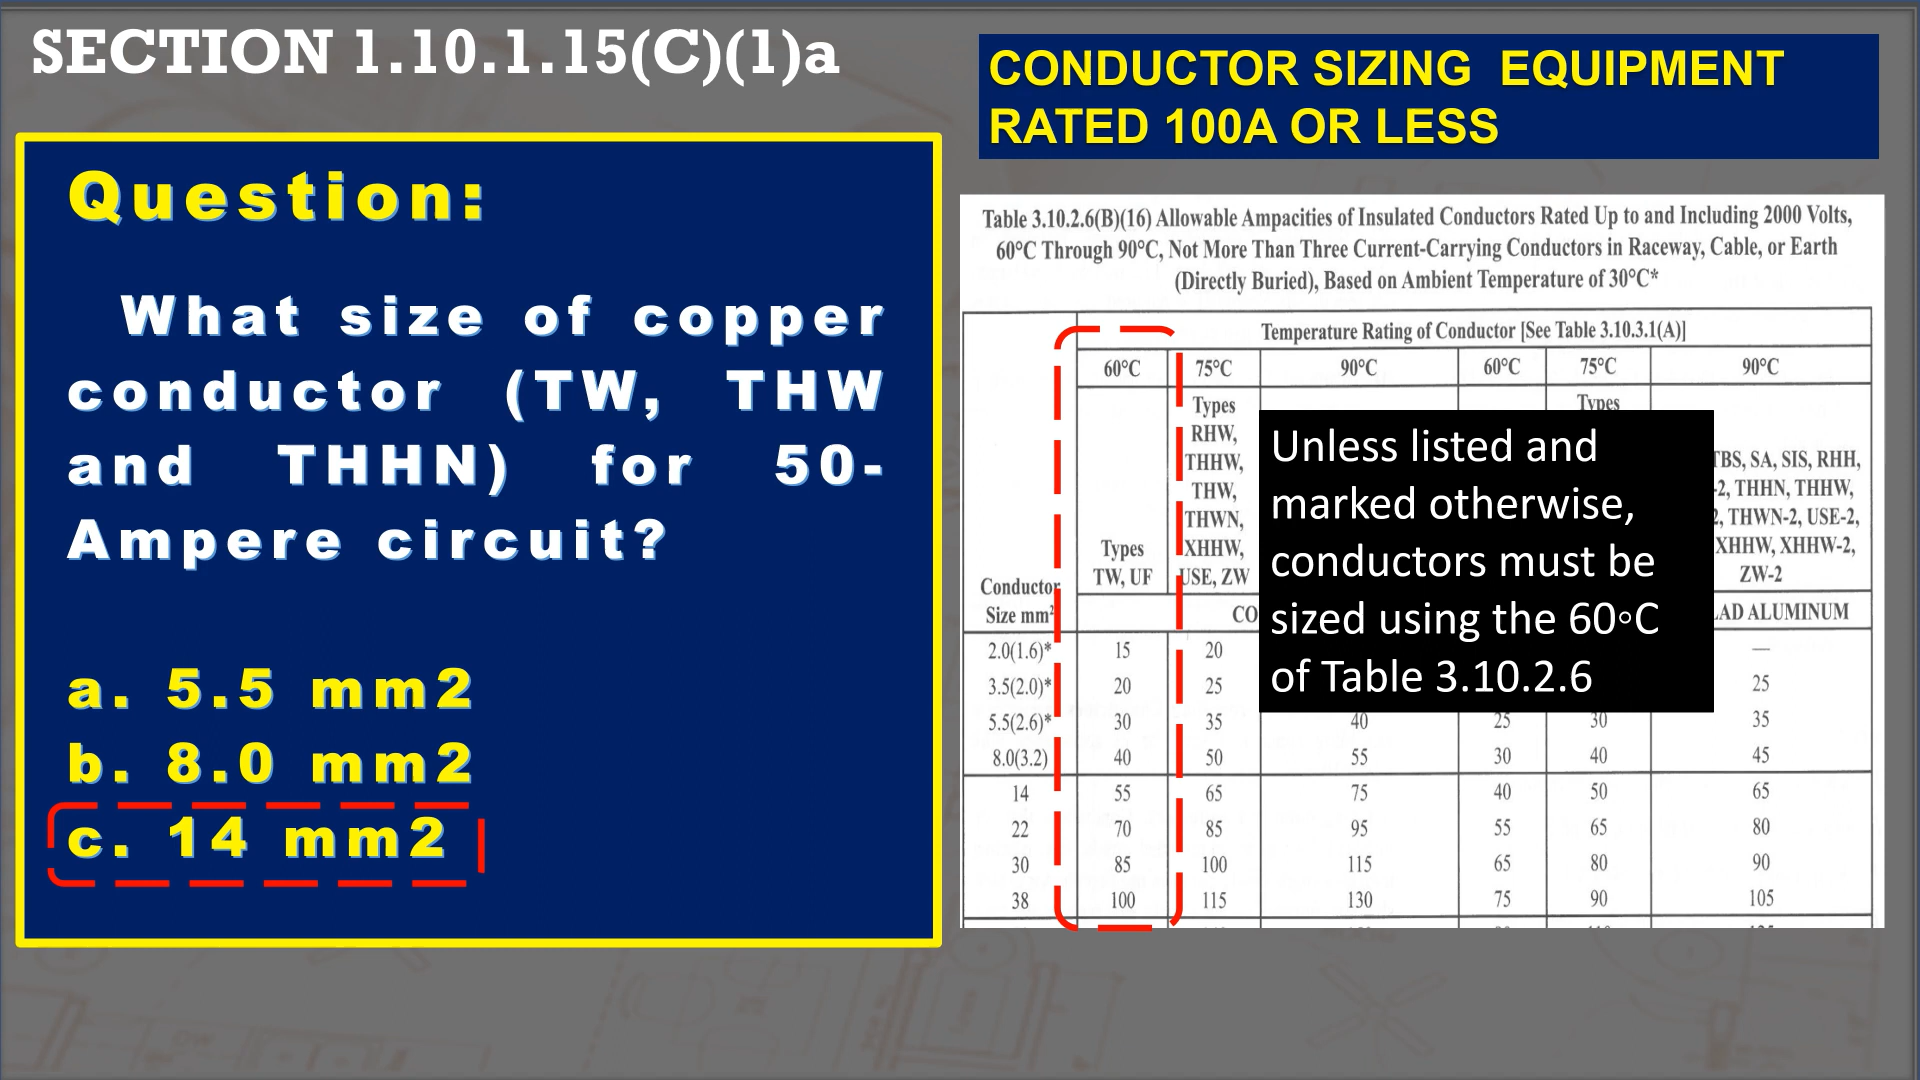 SECTION 1.10.1.15(C)(1)a
CONDUCTOR SIZING EQUIPMENT
RATED 100A OR LESS
Question:
What size of copper
conductor (TW, THW
and THHN) for 50-
Ampere circuit?
a. 5.5 mm2
b. 8.0 mm2
c. 14 mm2
Table 3.10.2.6(B)(16) Allowable Ampacities of Insulated Conductors Rated Up to and Including 2000 Volts,
60°C Through 90°C, Not More Than Three Current-Carrying Conductors in Raceway, Cable, or Earth
(Directly Buried), Based on Ambient Temperature of 30°C*
Temperature Rating of Conductor [See Table 3.10.3.1(A)]
60°C 75°C 90°C 60°C 75°C 90°C
Conductor
Size mm²
Types
TW, UF
Types
RHW,
THHW,
THW,
THWN,
XHHW,
USE, ZW
Types
TBS, SA, SIS, RHH,
-2, THHN, THHW,
2, THWN-2, USE-2,
XHHW, XHHW-2,
ZW-2
CO
LAD ALUMINUM
Unless listed and
marked otherwise,
conductors must be
sized using the 60◦C
of Table 3.10.2.6
2.0(1.6)* 15 20 —
3.5(2.0)* 20 25 25
5.5(2.6)* 30 35 40 25 30 35
8.0(3.2) 40 50 55 30 40 45
14 55 65 75 40 50 65
22 70 85 95 55 65 80
30 85 100 115 65 80 90
38 100 115 130 75 90 105